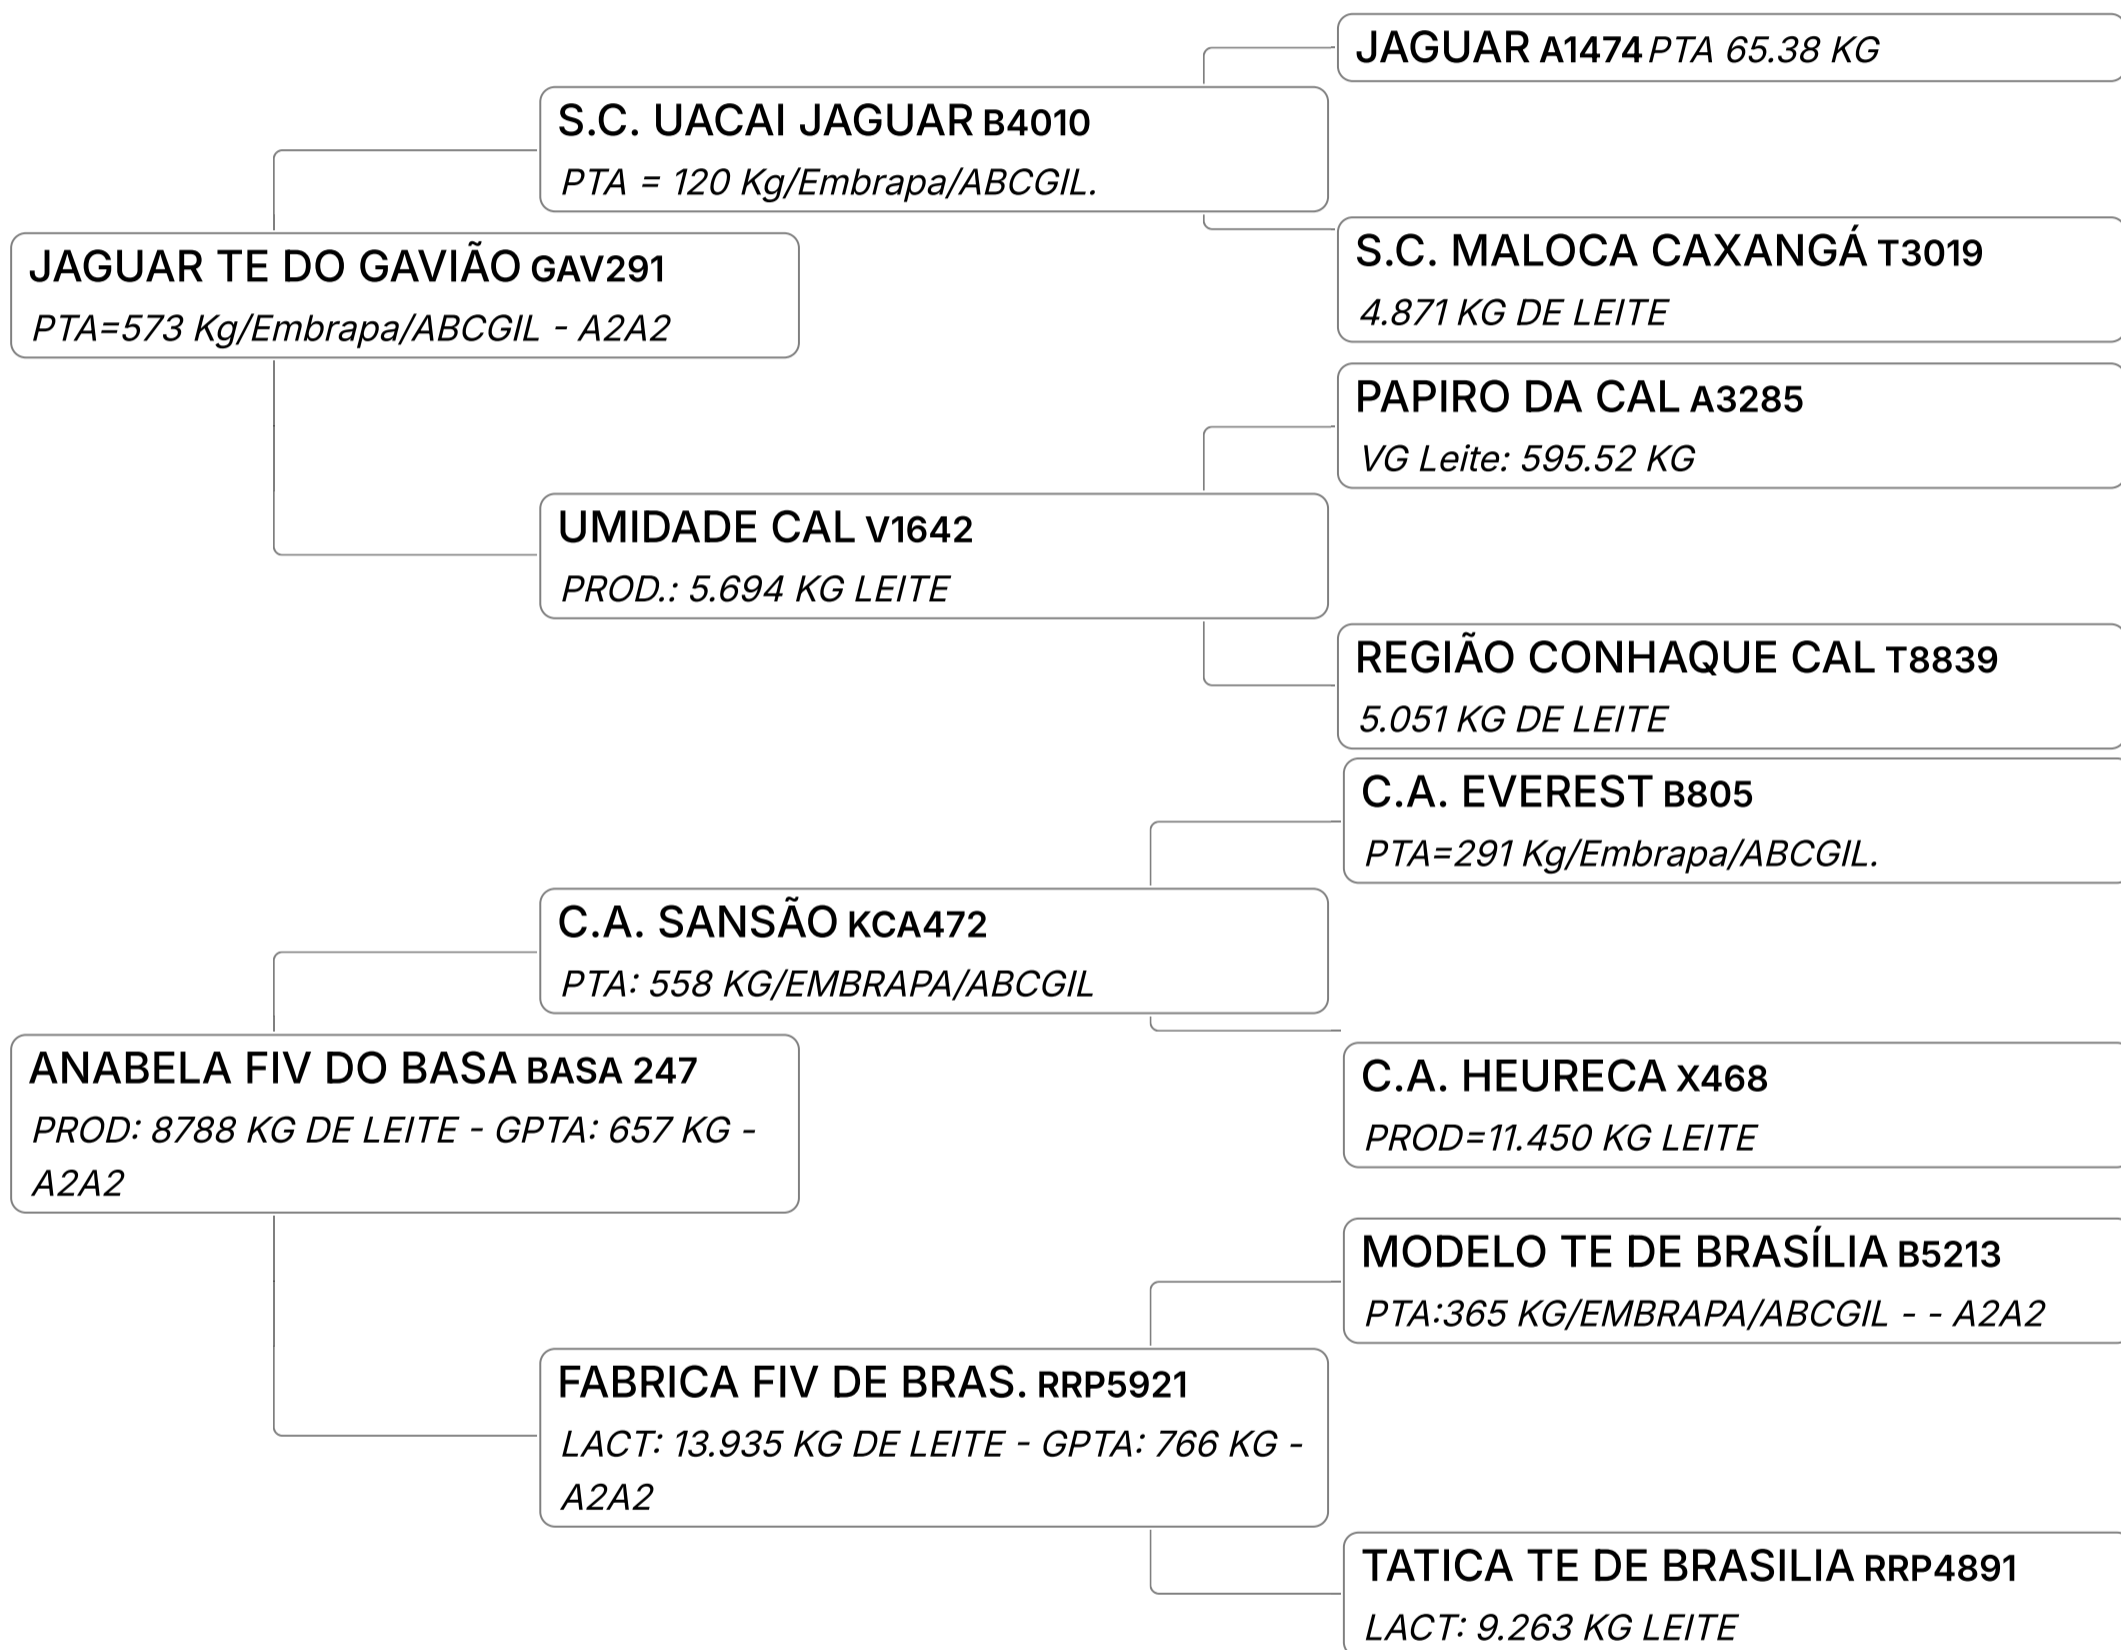 JAGUAR A1474 PTA 65.38 KG
S.C. UACAI JAGUAR B4010
PTA = 120 Kg/Embrapa/ABCGIL.
S.C. MALOCA CAXANGÁ T3019
4.871 KG DE LEITE
JAGUAR TE DO GAVIÃO GAV291
PTA=573 Kg/Embrapa/ABCGIL - A2A2
PAPIRO DA CAL A3285
VG Leite: 595.52 KG
UMIDADE CAL V1642
PROD.: 5.694 KG LEITE
REGIÃO CONHAQUE CAL T8839
5.051 KG DE LEITE
C.A. EVEREST B805
PTA=291 Kg/Embrapa/ABCGIL.
C.A. SANSÃO KCA472
PTA: 558 KG/EMBRAPA/ABCGIL
C.A. HEURECA X468
PROD=11.450 KG LEITE
ANABELA FIV DO BASA BASA 247
PROD: 8788 KG DE LEITE - GPTA: 657 KG -
A2A2
MODELO TE DE BRASÍLIA B5213
PTA:365 KG/EMBRAPA/ABCGIL - - A2A2
FABRICA FIV DE BRAS. RRP5921
LACT: 13.935 KG DE LEITE - GPTA: 766 KG -
A2A2
TATICA TE DE BRASILIA RRP4891
LACT: 9.263 KG LEITE